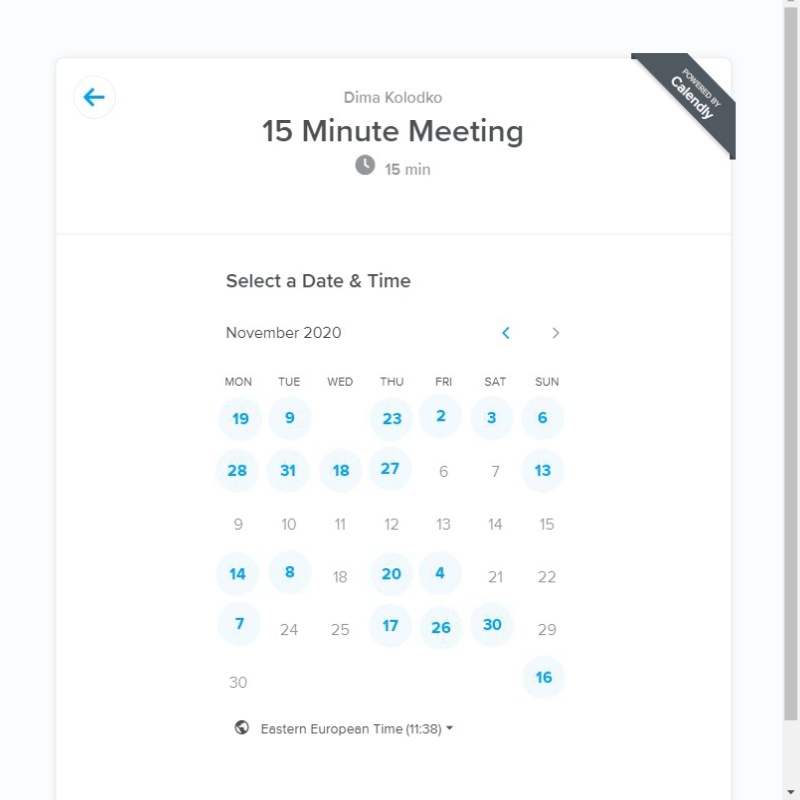 POWERED BY
Calendly
Dima Kolodko
15 Minute Meeting
15 min
Select a Date & Time
November 2020
MON TUE WED THU FRI SAT SUN
19 9 23 2 3 6
28 31 18 27 6 7 13
9 10 11 12 13 14 15
14 8 18 20 4 21 22
7 24 25 17 26 30 29
30 16
Eastern European Time (11:38)